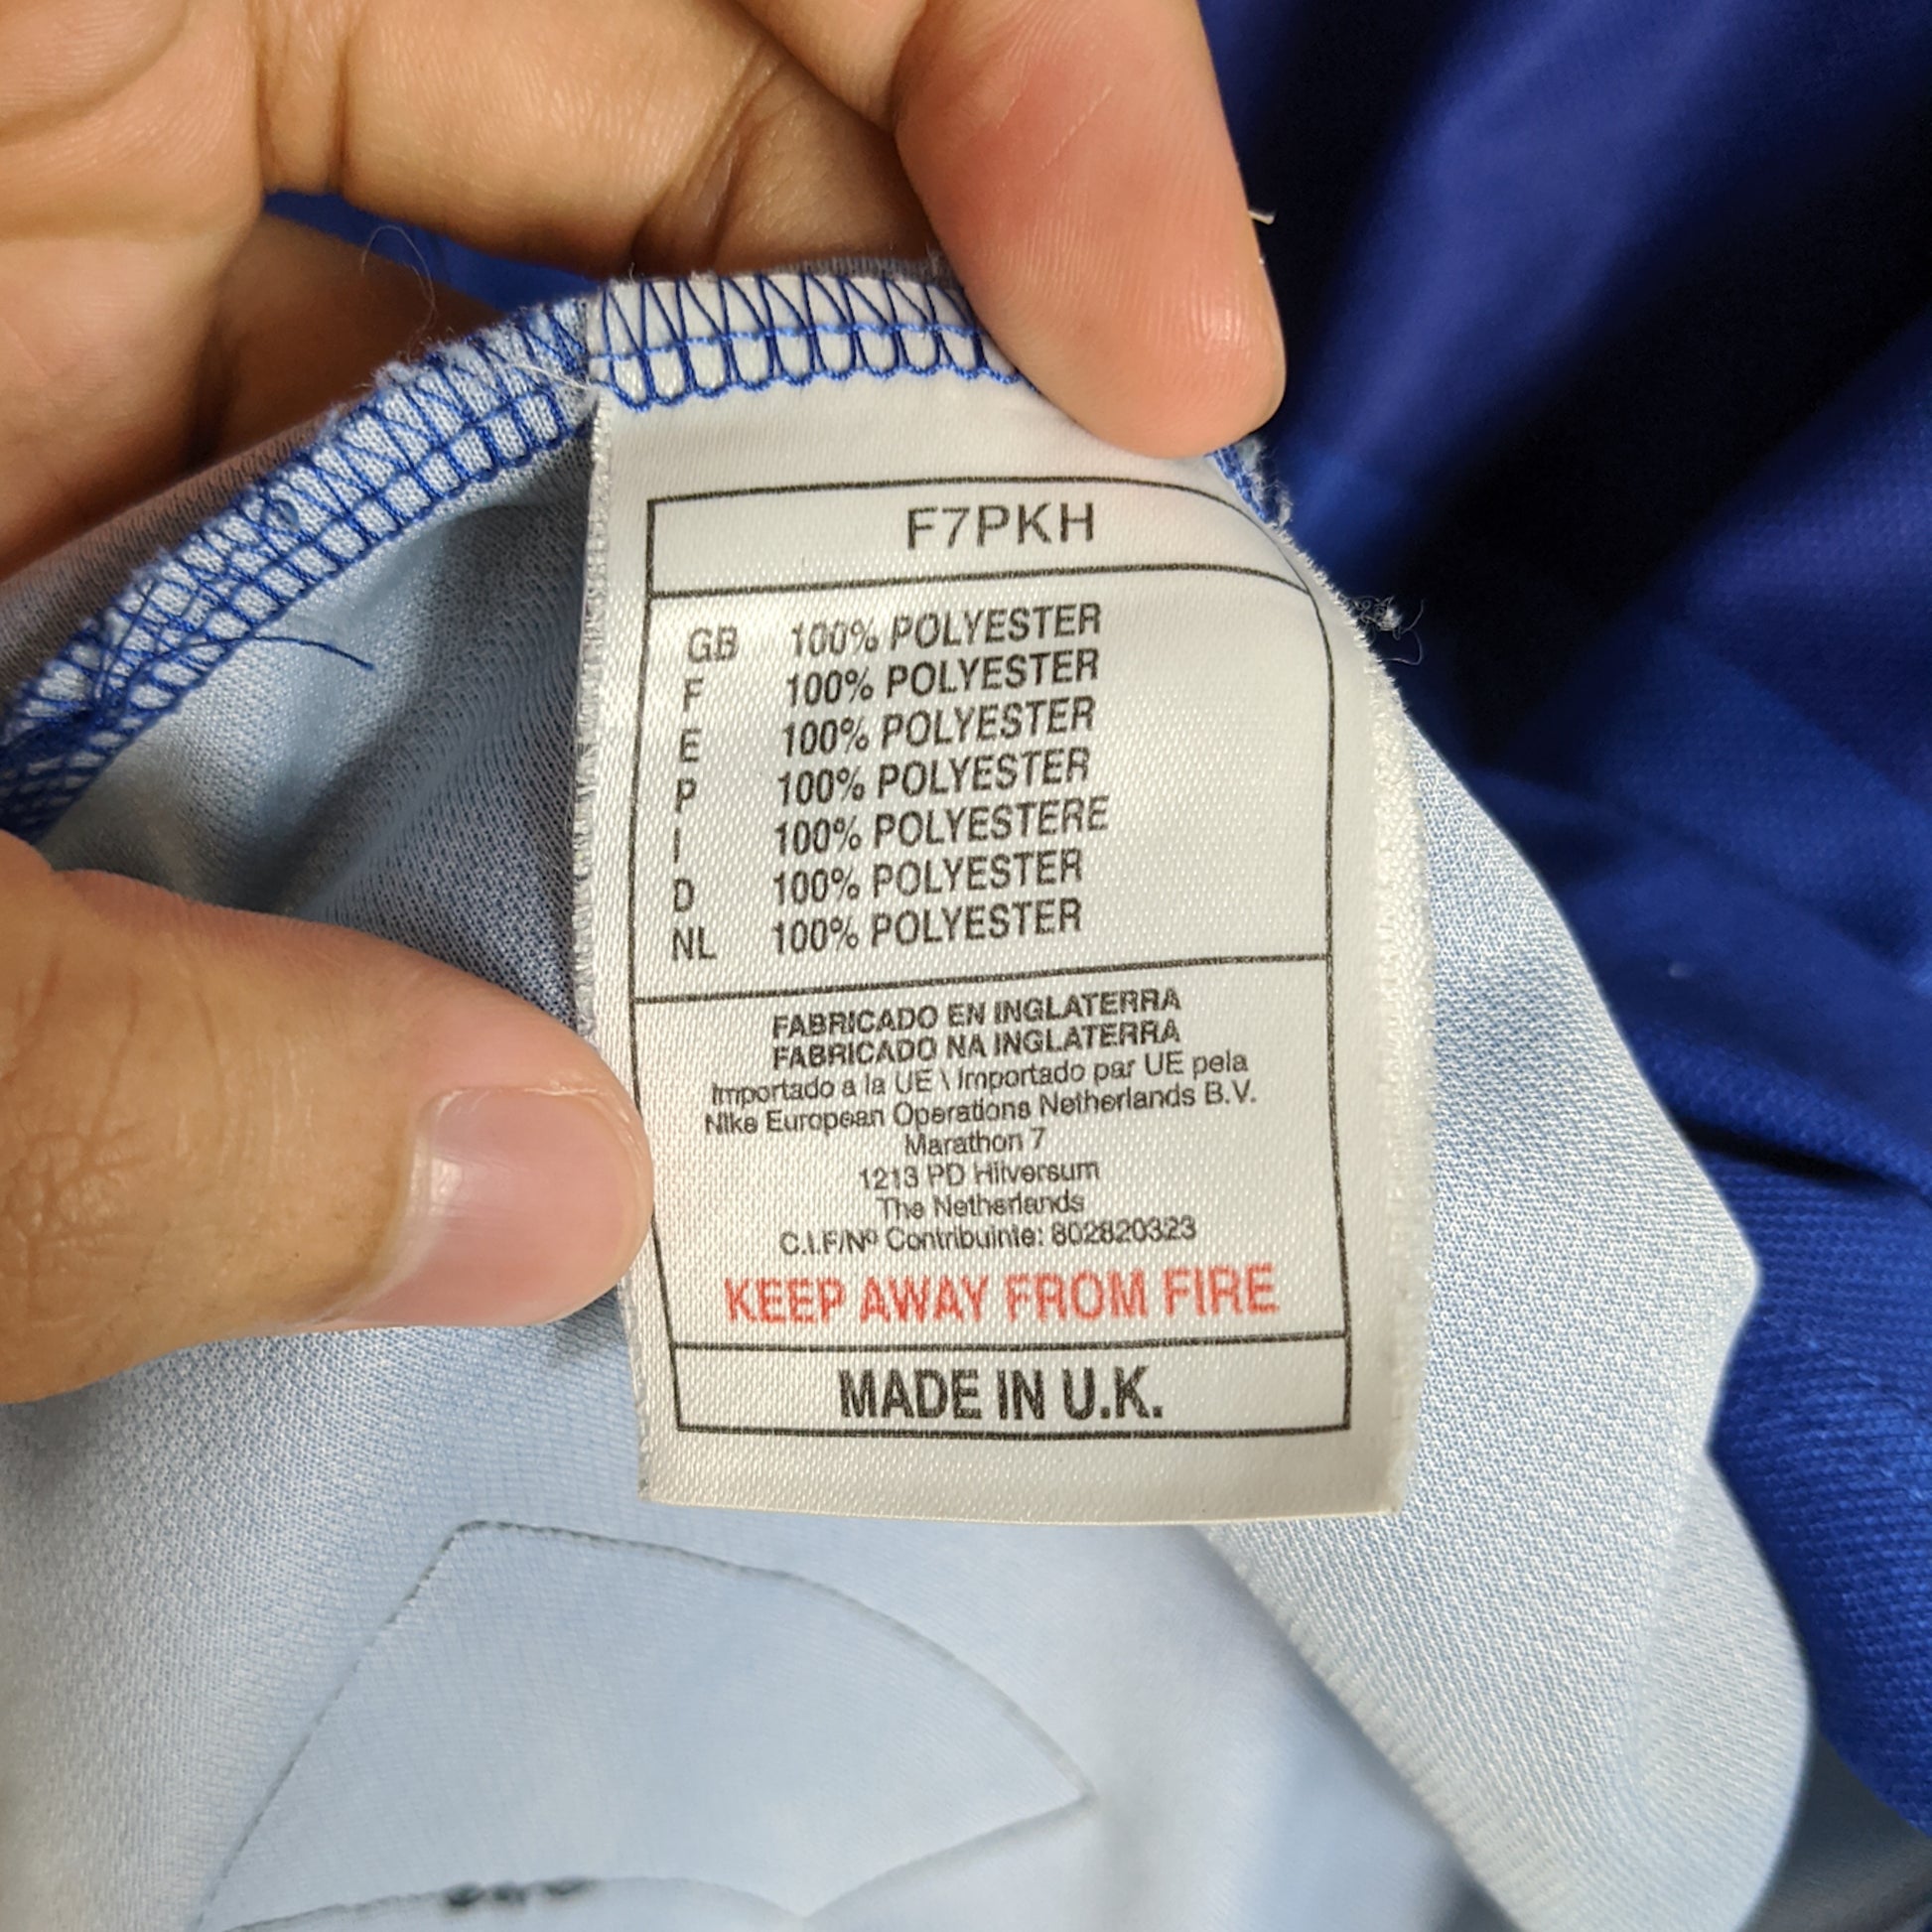 F7PKH
GB 100% POLYESTER
F 100% POLYESTER
E 100% POLYESTER
P 100% POLYESTER
I 100% POLYESTERE
D 100% POLYESTER
NL 100% POLYESTER
FABRICADO EN INGLATERRA
FABRICADO NA INGLATERRA
Importado a la UE \ Importado par UE pela
Nike European Operations Netherlands B.V.
Marathon 7
1213 PD Hilversum
The Netherlands
C.I.F/Nº Contribuinte: 802820323
KEEP AWAY FROM FIRE
MADE IN U.K.